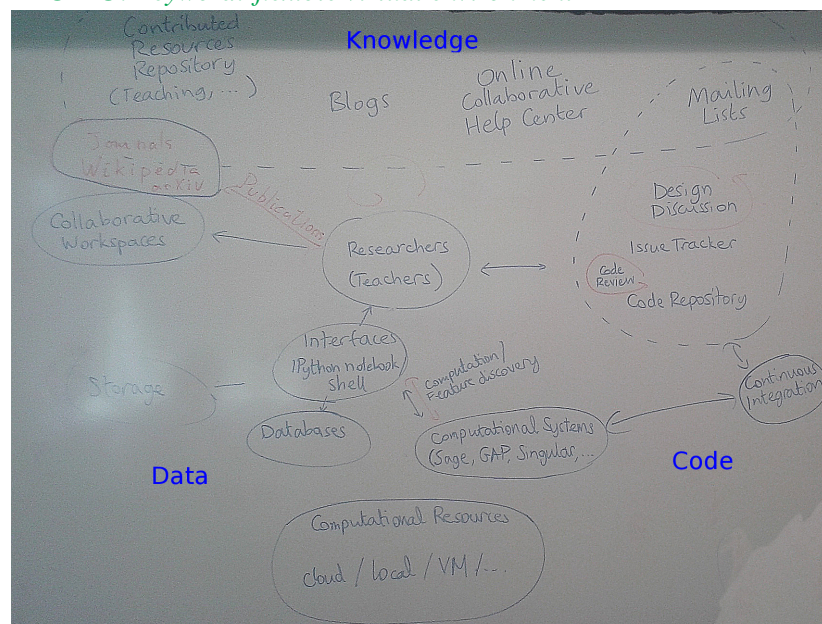 Knowledge
Contributed
Resources
Repository
(Teaching, ...)
Blogs
Online
Collaborative
Help Center
Mailing
Lists
Journals
Wikipedia
arXiv
Publications
Collaborative
Workspaces
Researchers
(Teachers)
Design
Discussion
Issue Tracker
Code
Review
Code Repository
Interfaces
IPython notebook/
Shell
Computation/
Feature discovery
Storage
Databases
Computational Systems
(Sage, GAP, Singular, ...
Continuous
Integration
Data
Code
Computational Resources
cloud / local / VM / ...